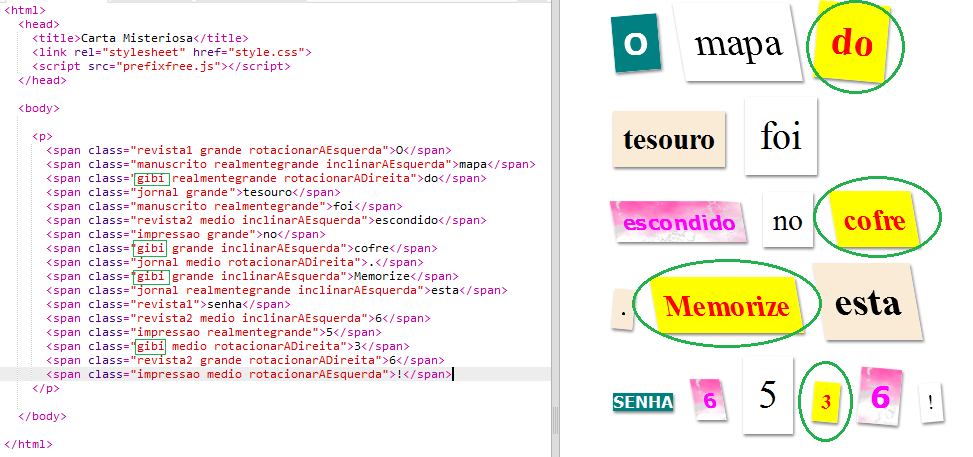 <html>
<head>
<title>Carta Misteriosa</title>
<link rel="stylesheet" href="style.css">
<script src="prefixfree.js"></script>
</head>
<body>
<p>
<span class="revista1 grande rotacionarAEsquerda">O</span>
<span class="manuscrito realmentegrande inclinarAEsquerda">mapa</span>
<span class="gibi realmentegrande rotacionarADireita">do</span>
<span class="jornal grande">tesouro</span>
<span class="manuscrito realmentegrande">foi</span>
<span class="revista2 medio inclinarAEsquerda">escondido</span>
<span class="impressao grande">no</span>
<span class="gibi grande inclinarAEsquerda">cofre</span>
<span class="jornal medio rotacionarADireita">.</span>
<span class="gibi grande inclinarAEsquerda">Memorize</span>
<span class="jornal realmentegrande inclinarAEsquerda">esta</span>
<span class="revista1">senha</span>
<span class="revista2 medio inclinarAEsquerda">6</span>
<span class="impressao realmentegrande">5</span>
<span class="gibi medio rotacionarADireita">3</span>
<span class="revista2 grande rotacionarADireita">6</span>
<span class="impressao medio rotacionarAEsquerda">!</span>
</p>
</body>
</html>
O mapa do
tesouro foi
escondido no cofre
. Memorize esta
SENHA 6 5 3 6 !